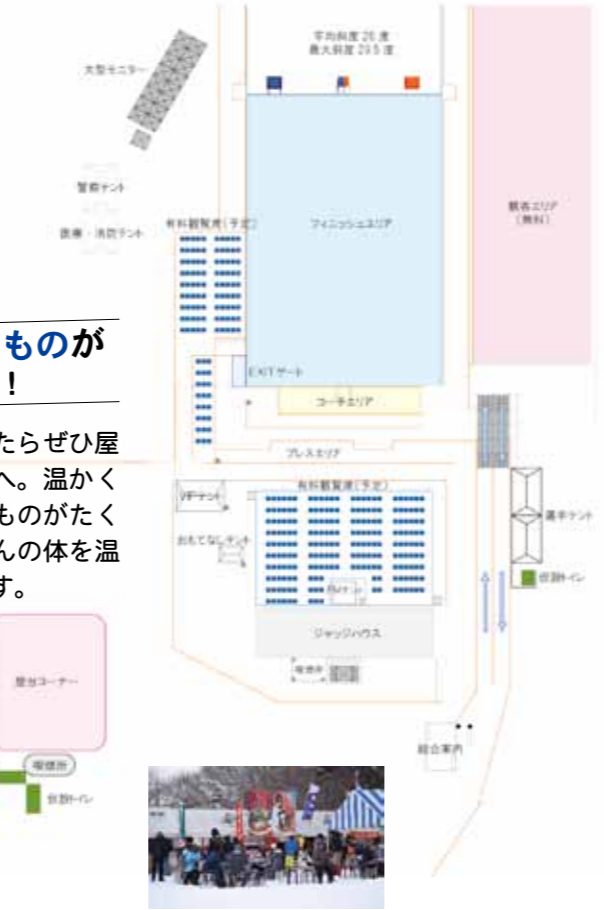 平均斜度 26 度
最大斜度 29.5 度
大型モニター
警察テント
医療・消防テント
有料観覧席(予定)
フィニッシュエリア
観客エリア
(無料)
ものが
！
EXITゲート
コーチエリア
たらぜひ屋
へ。温かく
ものがたく
んの体を温
す。
プレスエリア
VIPテント
有料観覧席(予定)
おもてなしテント
選手テント
仮設トイレ
ジャッジハウス
喫煙所
屋台コーナー
総合案内
喫煙所
仮設トイレ